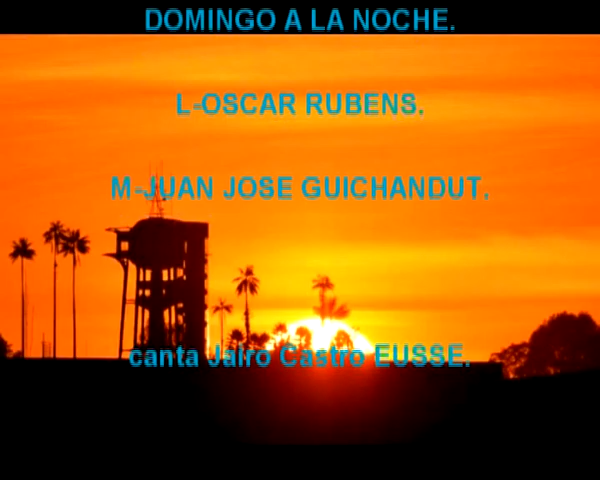 DOMINGO A LA NOCHE.
L-OSCAR RUBENS.
M-JUAN JOSE GUICHANDUT.
canta Jairo Castro EUSSE.